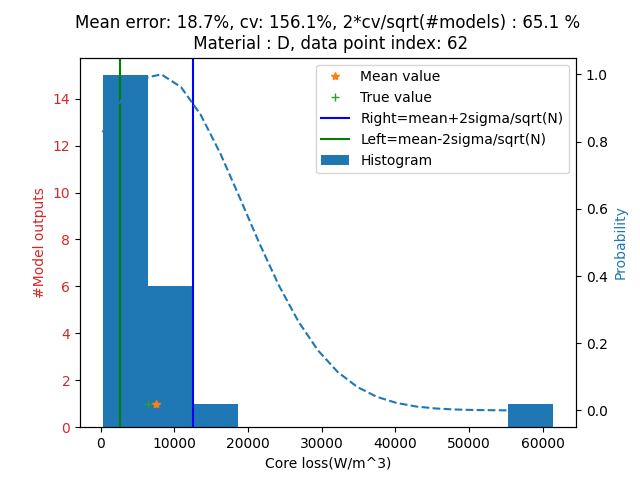 Mean error: 18.7%, cv: 156.1%, 2*cv/sqrt(#models) : 65.1 %
Material : D, data point index: 62
Mean value
True value
Right=mean+2sigma/sqrt(N)
Left=mean-2sigma/sqrt(N)
Histogram
#Model outputs
14
12
10
8
6
4
2
0
1.0
0.8
0.6
0.4
0.2
0.0
Probability
0 10000 20000 30000 40000 50000 60000
Core loss(W/m^3)